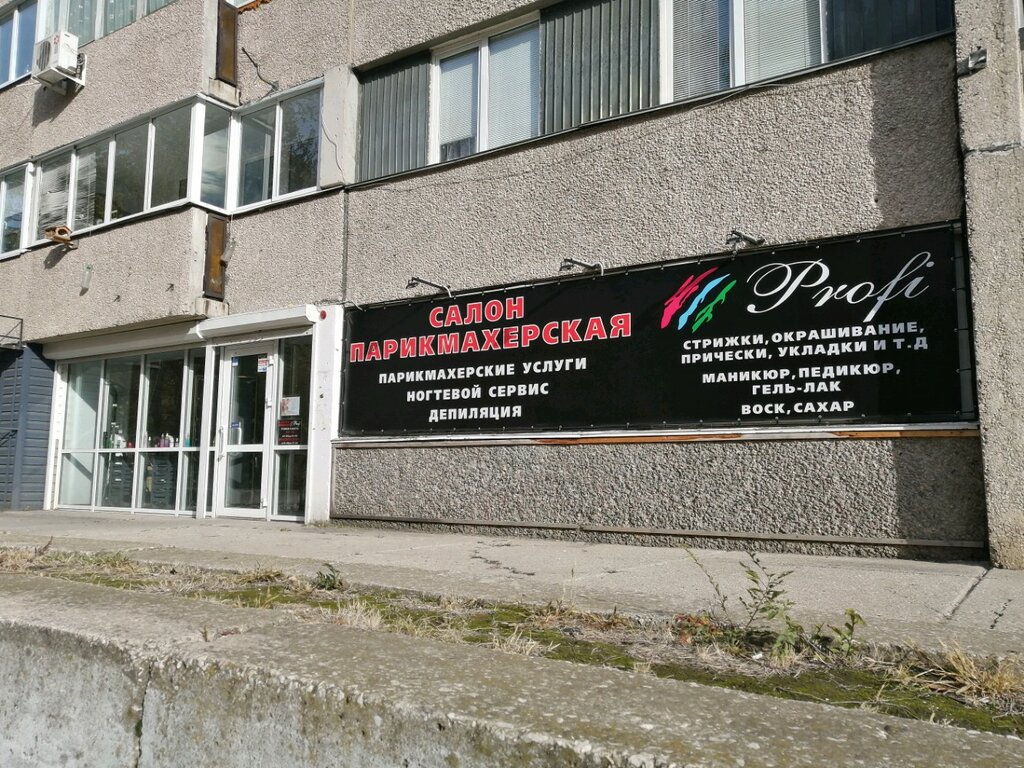 САЛОН
ПАРИКМАХЕРСКАЯ
ПАРИКМАХЕРСКИЕ УСЛУГИ
НОГТЕВОЙ СЕРВИС
ДЕПИЛЯЦИЯ
Profi
СТРИЖКИ, ОКРАШИВАНИЕ,
ПРИЧЕСКИ, УКЛАДКИ И Т.Д
МАНИКЮР, ПЕДИКЮР,
ГЕЛЬ-ЛАК
ВОСК, САХАР